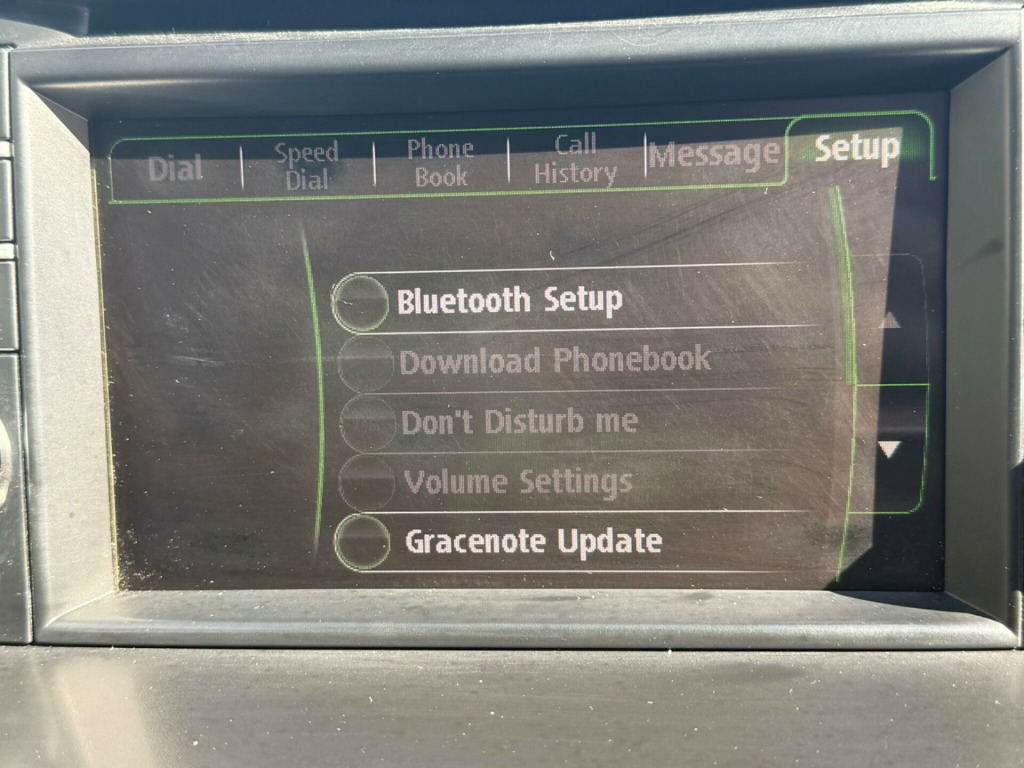 Dial
Speed
Dial
Phone
Book
Call
History
Message
Setup
Bluetooth Setup
Download Phonebook
Don't Disturb me
Volume Settings
Gracenote Update